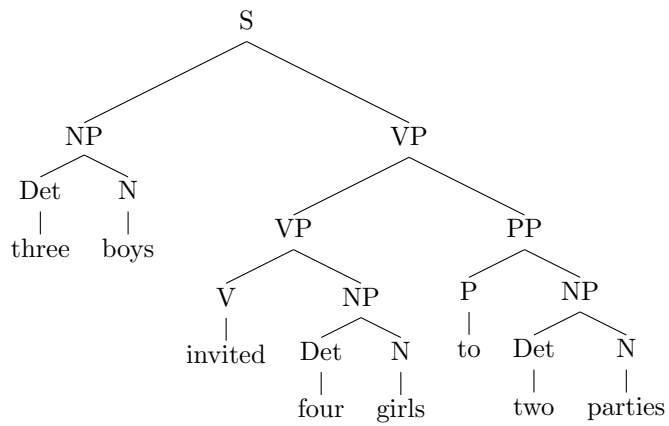 S
NP VP
Det N VP PP
three boys V NP P NP
invited Det N to Det N
four girls two parties